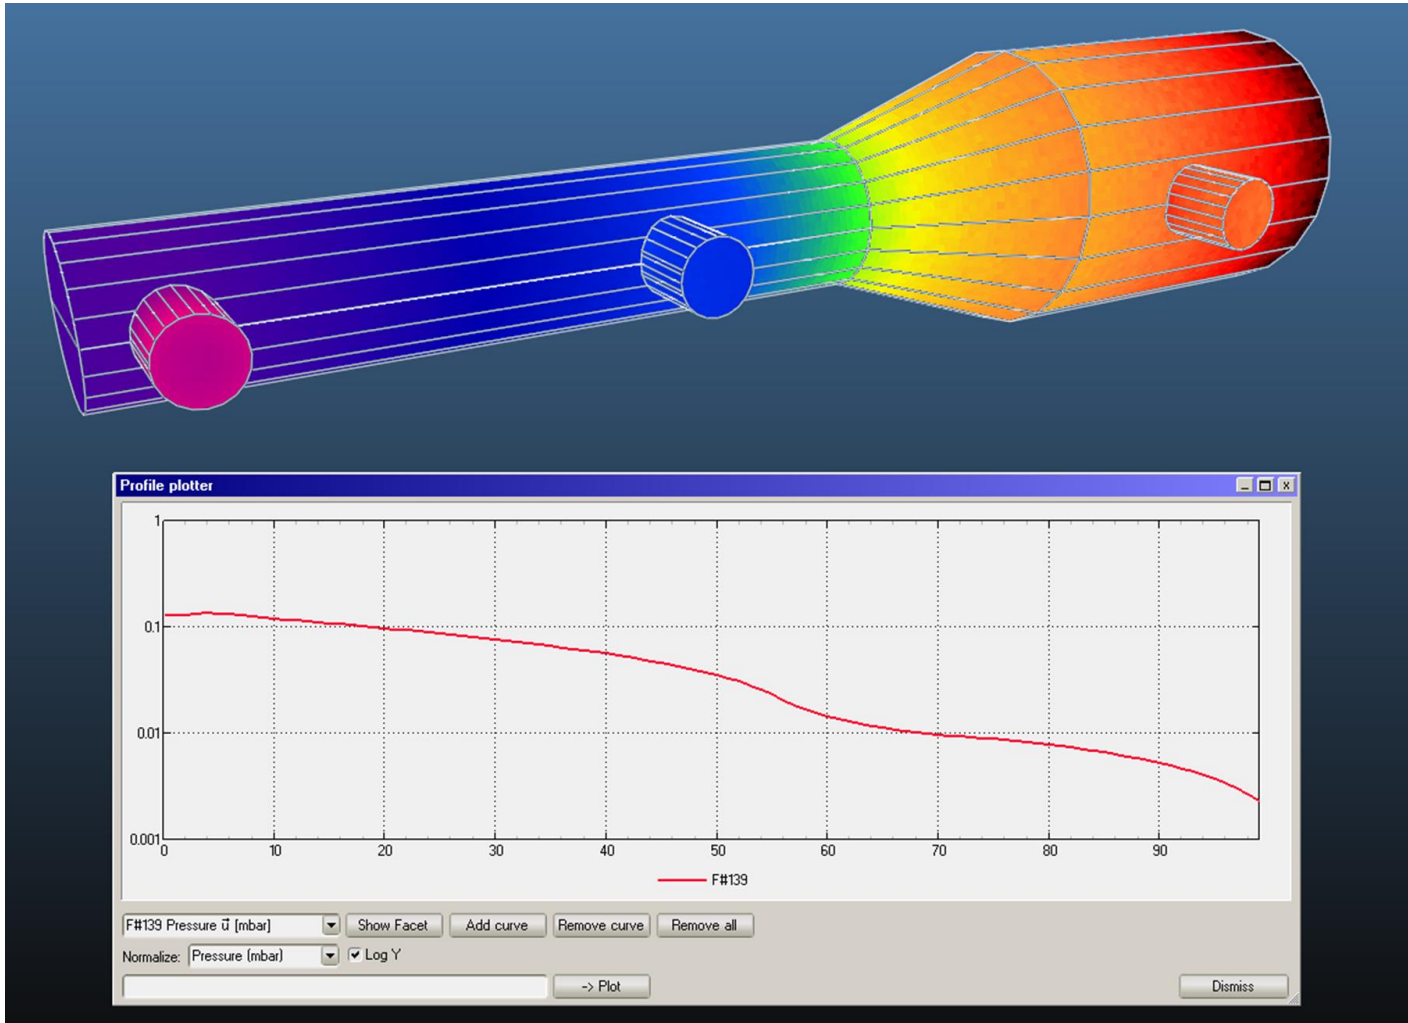 Profile plotter
1
0.1
0.01
0.001
0 10 20 30 40 50 60 70 80 90
F#139
F#139 Pressure u⃗ [mbar] Show Facet Add curve Remove curve Remove all
Normalize: Pressure (mbar) Log Y
-> Plot Dismiss